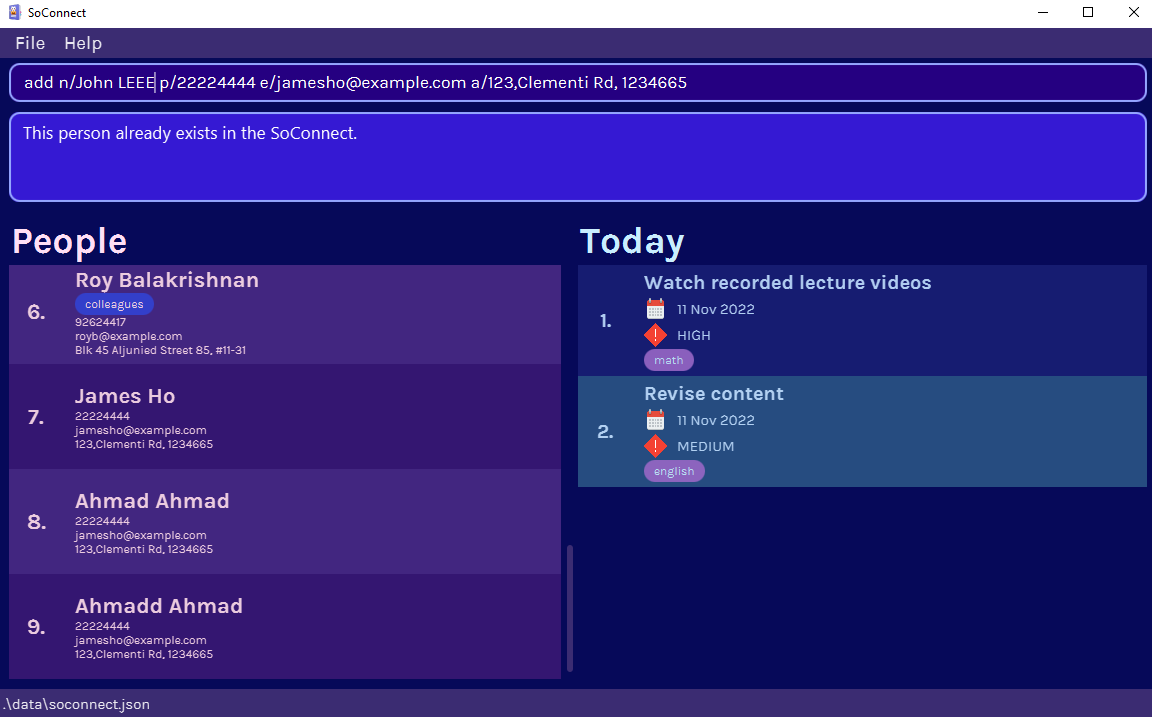 SoConnect
File Help
add n/John LEEE p/22224444 e/jamesho@example.com a/123,Clementi Rd, 1234665
This person already exists in the SoConnect.
People
6.
Roy Balakrishnan
colleagues
92624417
royb@example.com
Blk 45 Aljunied Street 85, #11-31
7.
James Ho
22224444
jamesho@example.com
123,Clementi Rd, 1234665
8.
Ahmad Ahmad
22224444
jamesho@example.com
123,Clementi Rd, 1234665
9.
Ahmadd Ahmad
22224444
jamesho@example.com
123,Clementi Rd, 1234665
Today
1.
Watch recorded lecture videos
11 Nov 2022
HIGH
math
2.
Revise content
11 Nov 2022
MEDIUM
english
.\data\soconnect.json